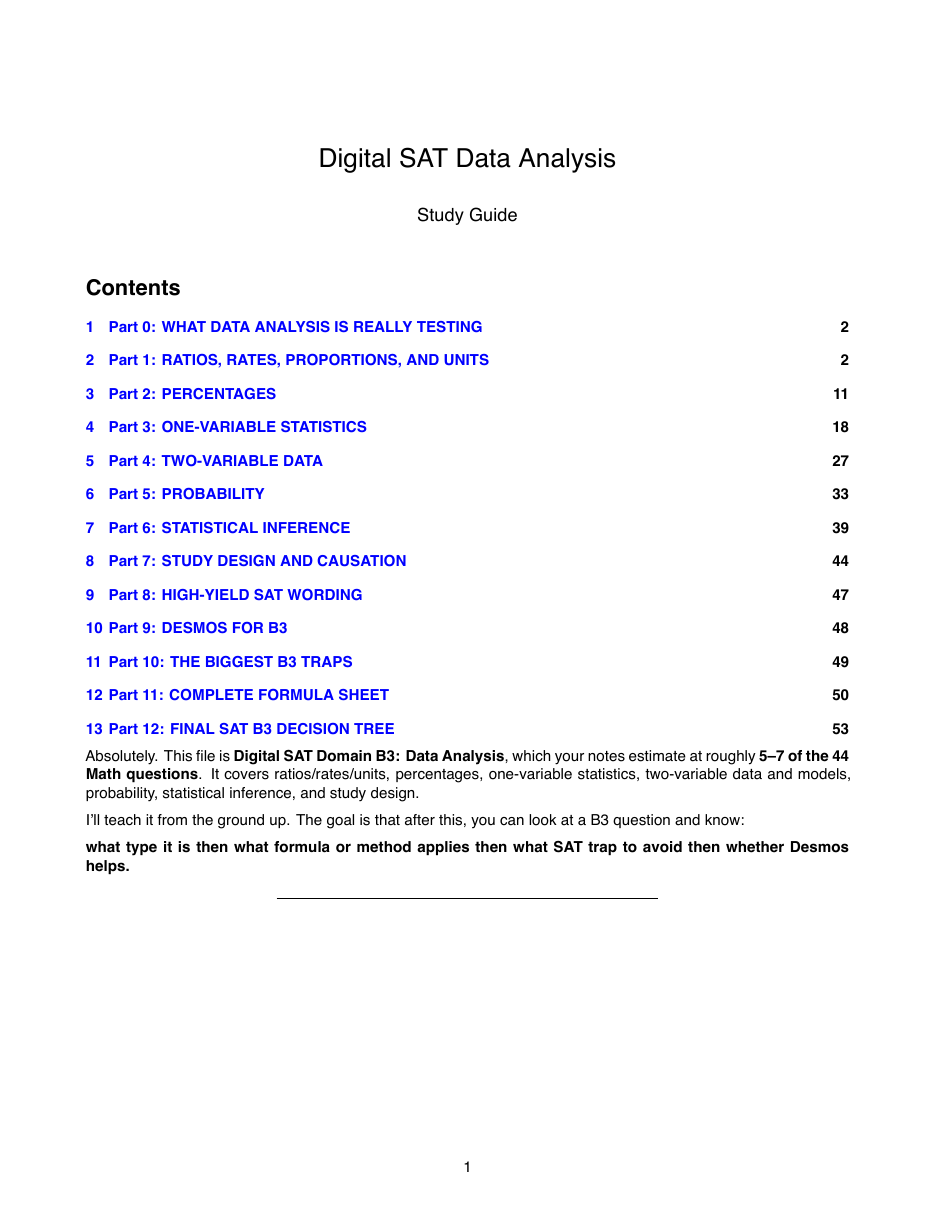 Digital SAT Data Analysis
Study Guide
Contents
1 Part 0: WHAT DATA ANALYSIS IS REALLY TESTING 2
2 Part 1: RATIOS, RATES, PROPORTIONS, AND UNITS 2
3 Part 2: PERCENTAGES 11
4 Part 3: ONE-VARIABLE STATISTICS 18
5 Part 4: TWO-VARIABLE DATA 27
6 Part 5: PROBABILITY 33
7 Part 6: STATISTICAL INFERENCE 39
8 Part 7: STUDY DESIGN AND CAUSATION 44
9 Part 8: HIGH-YIELD SAT WORDING 47
10 Part 9: DESMOS FOR B3 48
11 Part 10: THE BIGGEST B3 TRAPS 49
12 Part 11: COMPLETE FORMULA SHEET 50
13 Part 12: FINAL SAT B3 DECISION TREE 53
Absolutely. This file is Digital SAT Domain B3: Data Analysis, which your notes estimate at roughly 5–7 of the 44
Math questions. It covers ratios/rates/units, percentages, one-variable statistics, two-variable data and models,
probability, statistical inference, and study design.
I'll teach it from the ground up. The goal is that after this, you can look at a B3 question and know:
what type it is then what formula or method applies then what SAT trap to avoid then whether Desmos
helps.
1